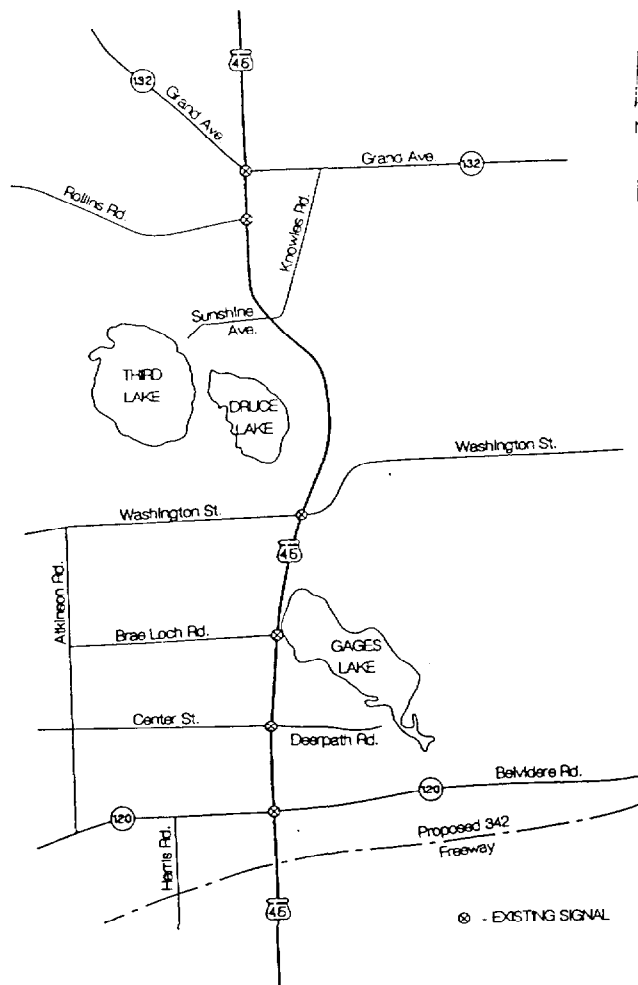 45
132
Grand Ave.
Grand Ave.
132
Rollins Rd.
Knowles Rd.
Sunshine
Ave.
THIRD
LAKE
DRUCE
LAKE
Washington St.
Washington St.
45
Atkinson Rd.
Brae Loch Rd.
GAGES
LAKE
Center St.
Deerpath Rd.
Belvidere Rd.
120
120
Harris Rd.
Proposed 342
Freeway
45
⊗ - EXISTING SIGNAL